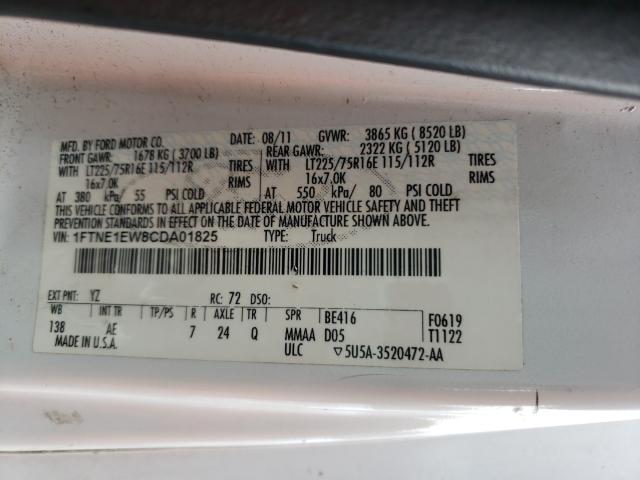 MFD. BY FORD MOTOR CO. DATE: 08/11 GVWR: 3865 KG ( 8520 LB)
FRONT GAWR: 1678 KG ( 3700 LB) REAR GAWR: 2322 KG ( 5120 LB)
WITH LT225/75R16E 115/112R TIRES WITH LT225/75R16E 115/112R TIRES
16x7.0K RIMS 16x7.0K RIMS
AT 380 kPa/ 55 PSI COLD AT 550 kPa/ 80 PSI COLD
THIS VEHICLE CONFORMS TO ALL APPLICABLE FEDERAL MOTOR VEHICLE SAFETY AND THEFT
PREVENTION STANDARDS IN EFFECT ON THE DATE OF MANUFACTURE SHOWN ABOVE.
VIN: 1FTNE1EW8CDA01825 TYPE: Truck
EXT PNT: YZ RC: 72 DSO:
WB INT TR TP/PS R AXLE TR SPR BE416 F0619
138 AE 7 24 Q MMAA D05 T1122
MADE IN U.S.A. ULC ▽5U5A-3520472-AA